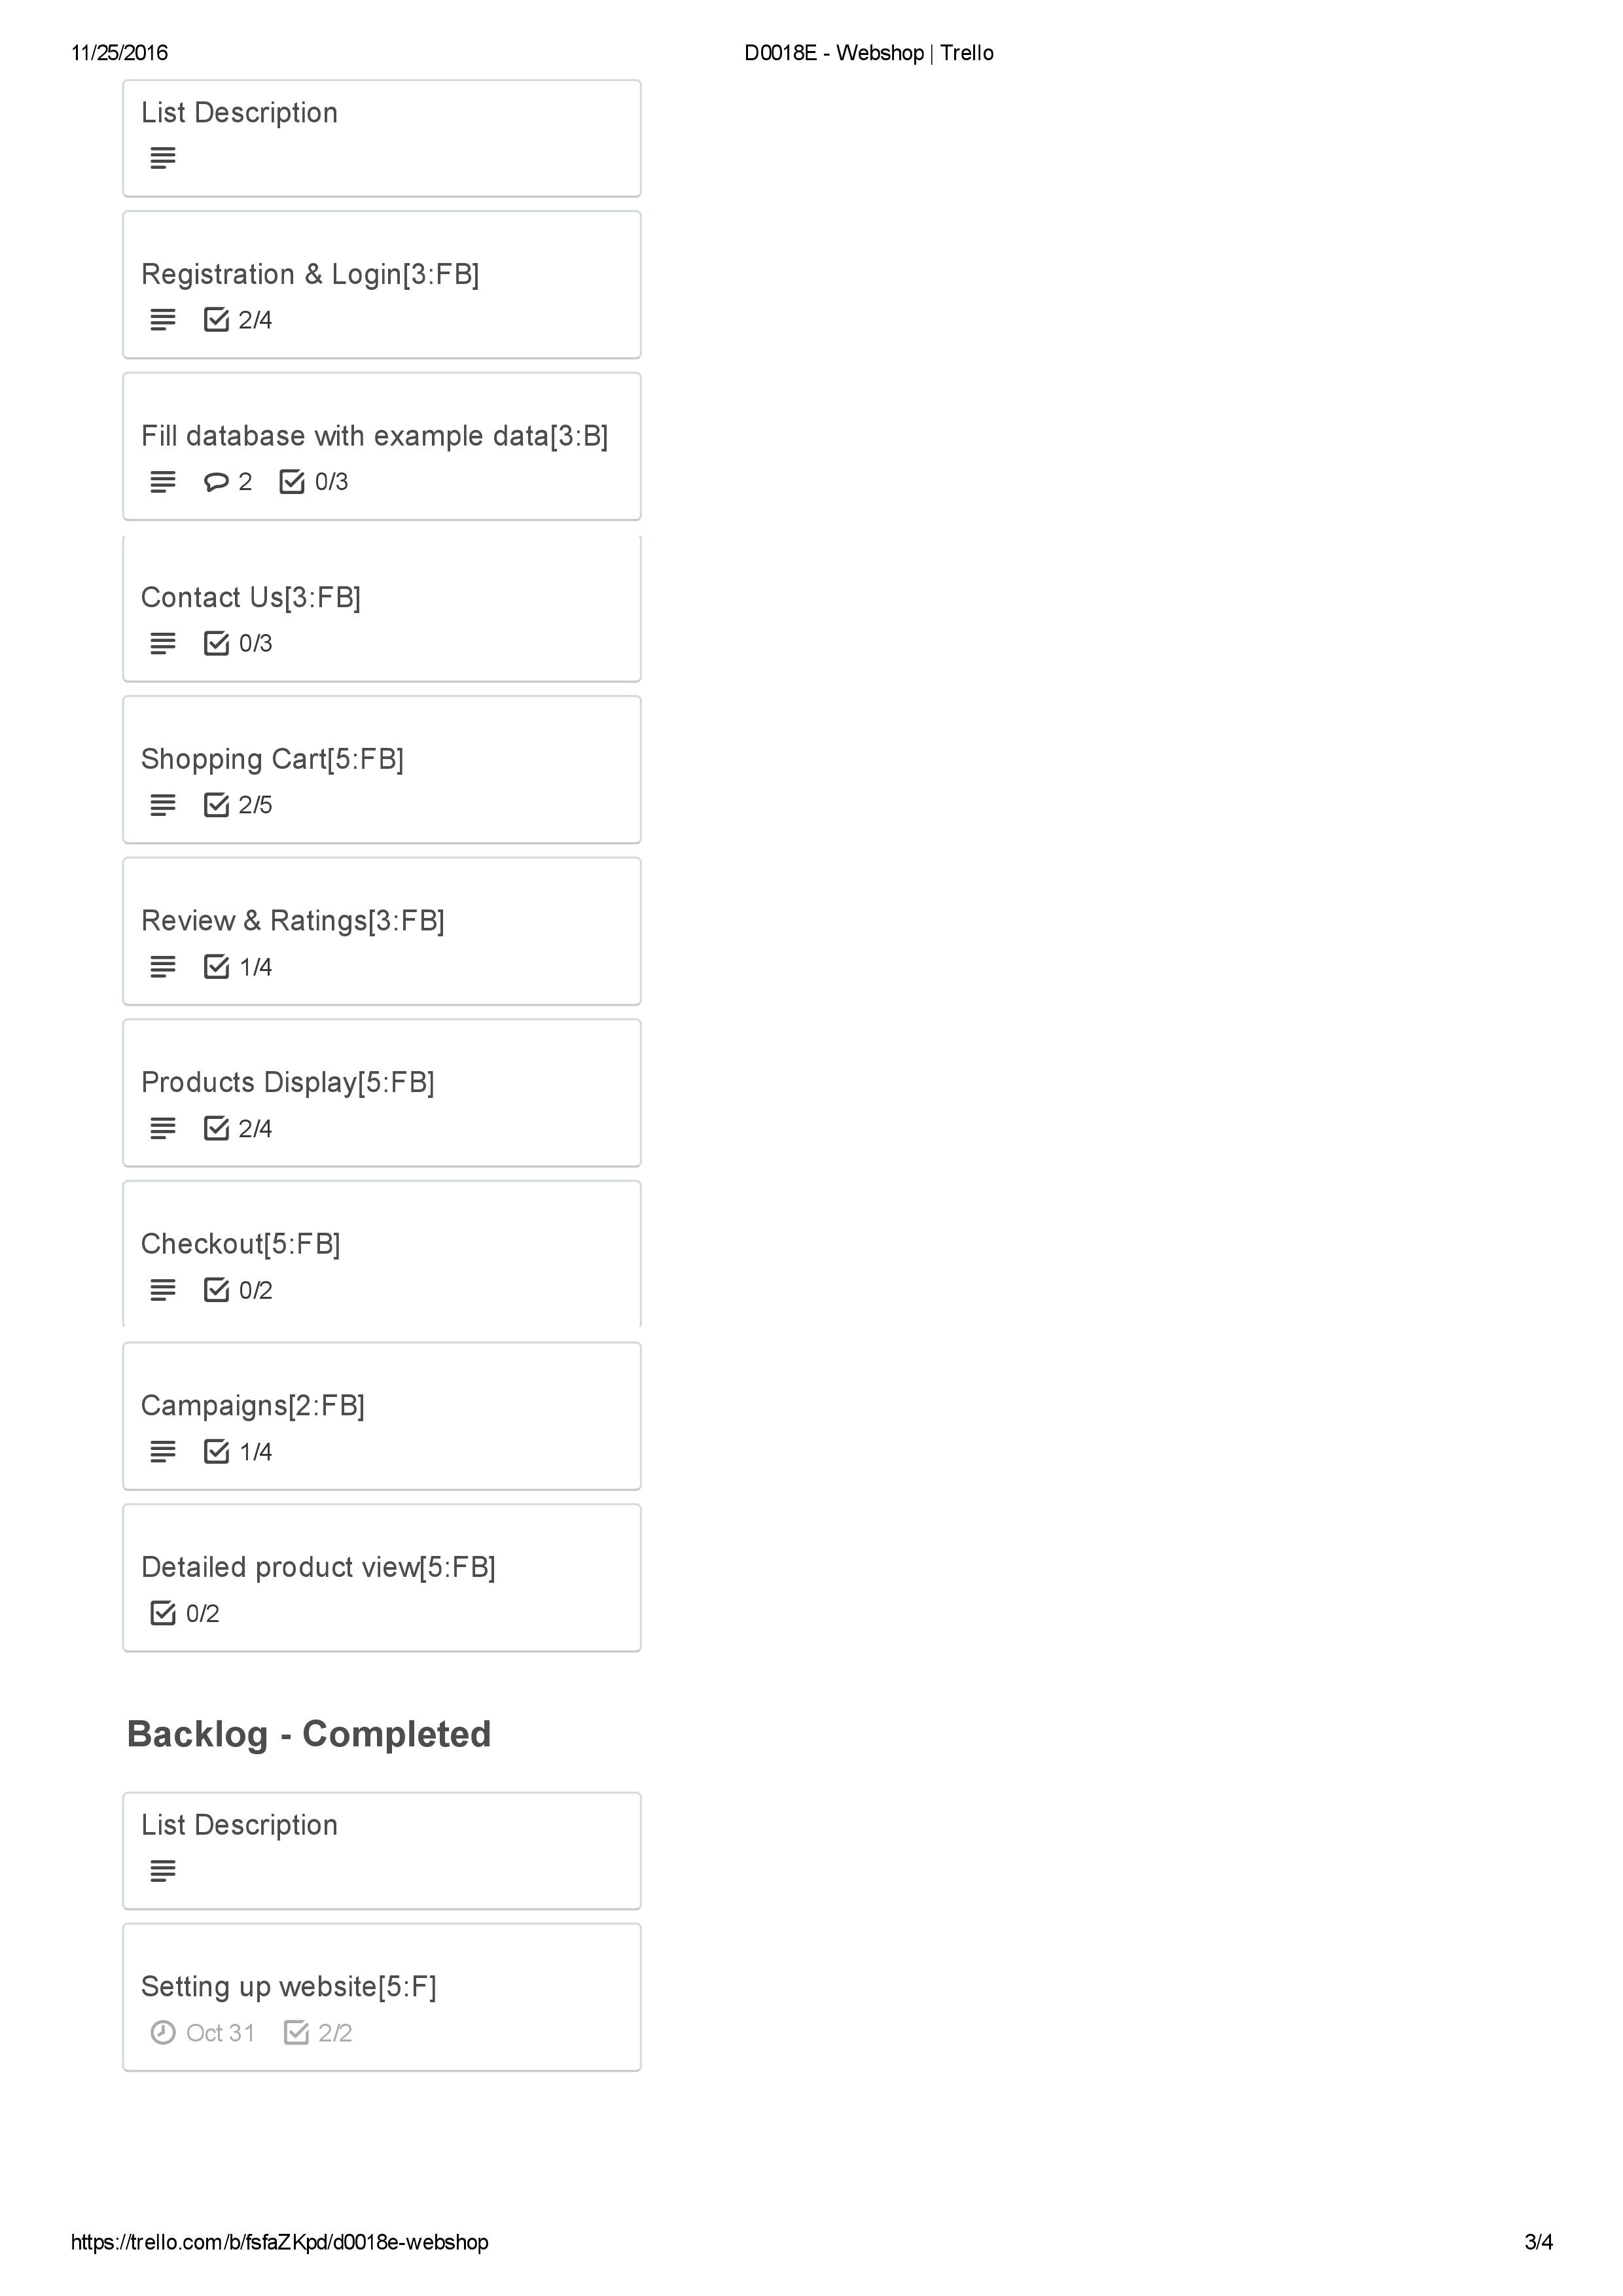 11/25/2016 D0018E - Webshop | Trello
List Description
Registration & Login[3:FB]
2/4
Fill database with example data[3:B]
2 0/3
Contact Us[3:FB]
0/3
Shopping Cart[5:FB]
2/5
Review & Ratings[3:FB]
1/4
Products Display[5:FB]
2/4
Checkout[5:FB]
0/2
Campaigns[2:FB]
1/4
Detailed product view[5:FB]
0/2
Backlog - Completed
List Description
Setting up website[5:F]
Oct 31 2/2
https://trello.com/b/fsfaZKpd/d0018e-webshop 3/4